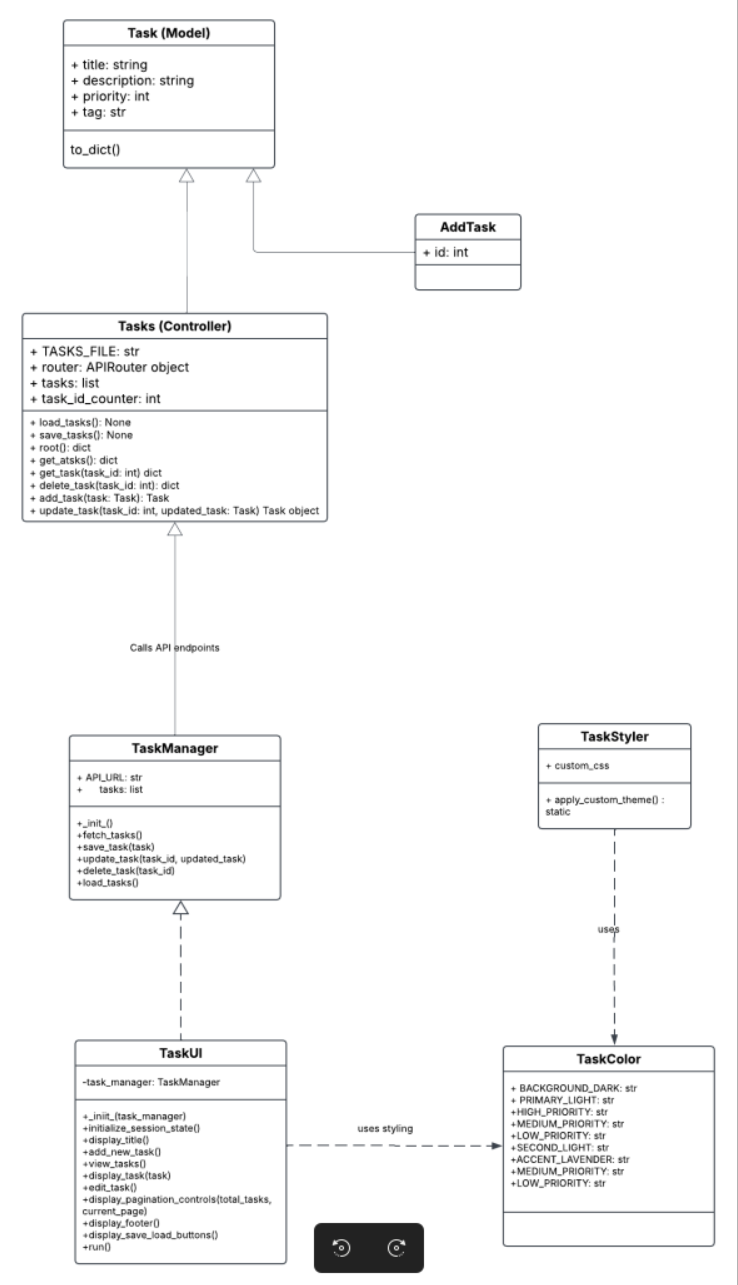 Task (Model)
+ title: string
+ description: string
+ priority: int
+ tag: str
to_dict()
AddTask
+ id: int
Tasks (Controller)
+ TASKS_FILE: str
+ router: APIRouter object
+ tasks: list
+ task_id_counter: int
+ load_tasks(): None
+ save_tasks(): None
+ root(): dict
+ get_atsks(): dict
+ get_task(task_id: int) dict
+ delete_task(task_id: int): dict
+ add_task(task: Task): Task
+ update_task(task_id: int, updated_task: Task) Task object
Calls API endpoints
TaskManager
+ API_URL: str
+ tasks: list
+_init_()
+fetch_tasks()
+save_task(task)
+update_task(task_id, updated_task)
+delete_task(task_id)
+load_tasks()
TaskStyler
+ custom_css
+ apply_custom_theme() :
static
uses
TaskUI
-task_manager: TaskManager
+_iniit_(task_manager)
+initialize_session_state()
+display_title()
+add_new_task()
+view_tasks()
+display_task(task)
+edit_task()
+display_pagination_controls(total_tasks,
current_page)
+display_footer()
+display_save_load_buttons()
+run()
uses styling
TaskColor
+ BACKGROUND_DARK: str
+ PRIMARY_LIGHT: str
+HIGH_PRIORITY: str
+MEDIUM_PRIORITY: str
+LOW_PRIORITY: str
+SECOND_LIGHT: str
+ACCENT_LAVENDER: str
+MEDIUM_PRIORITY: str
+LOW_PRIORITY: str